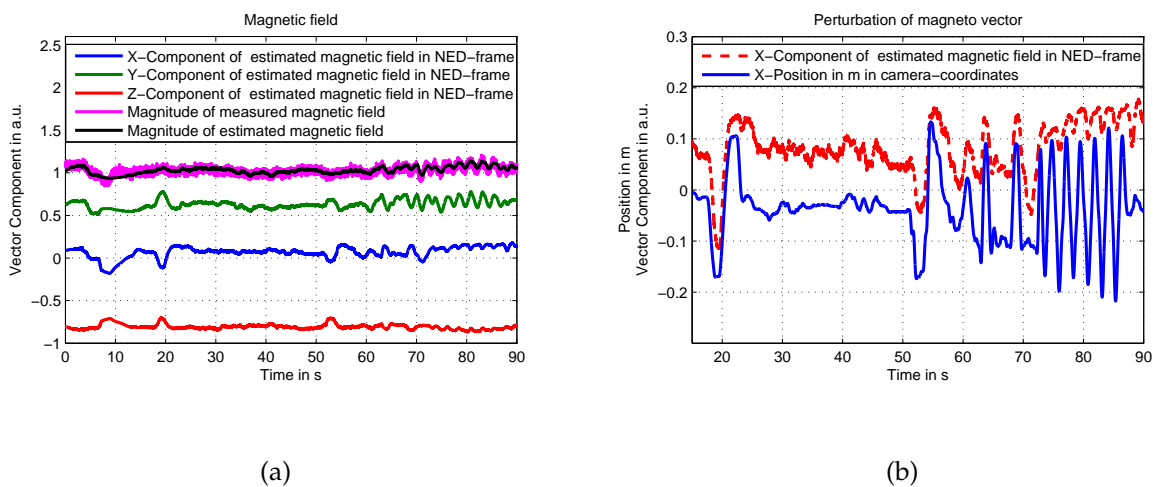 Magnetic field
2.5
2
1.5
1
0.5
0
−0.5
−1
Vector Component in a.u.
X−Component of  estimated magnetic field in NED−frame
Y−Component of estimated magnetic field in NED−frame
Z−Component of estimated magnetic field in NED−frame
Magnitude of measured magnetic field
Magnitude of estimated magnetic field
0 10 20 30 40 50 60 70 80 90
Time in s
(a)
Perturbation of magneto vector
0.3
0.2
0.1
0
−0.1
−0.2
Position in m
Vector Component in a.u.
X−Component of  estimated magnetic field in NED−frame
X−Position in m in camera−coordinates
20 30 40 50 60 70 80 90
Time in s
(b)